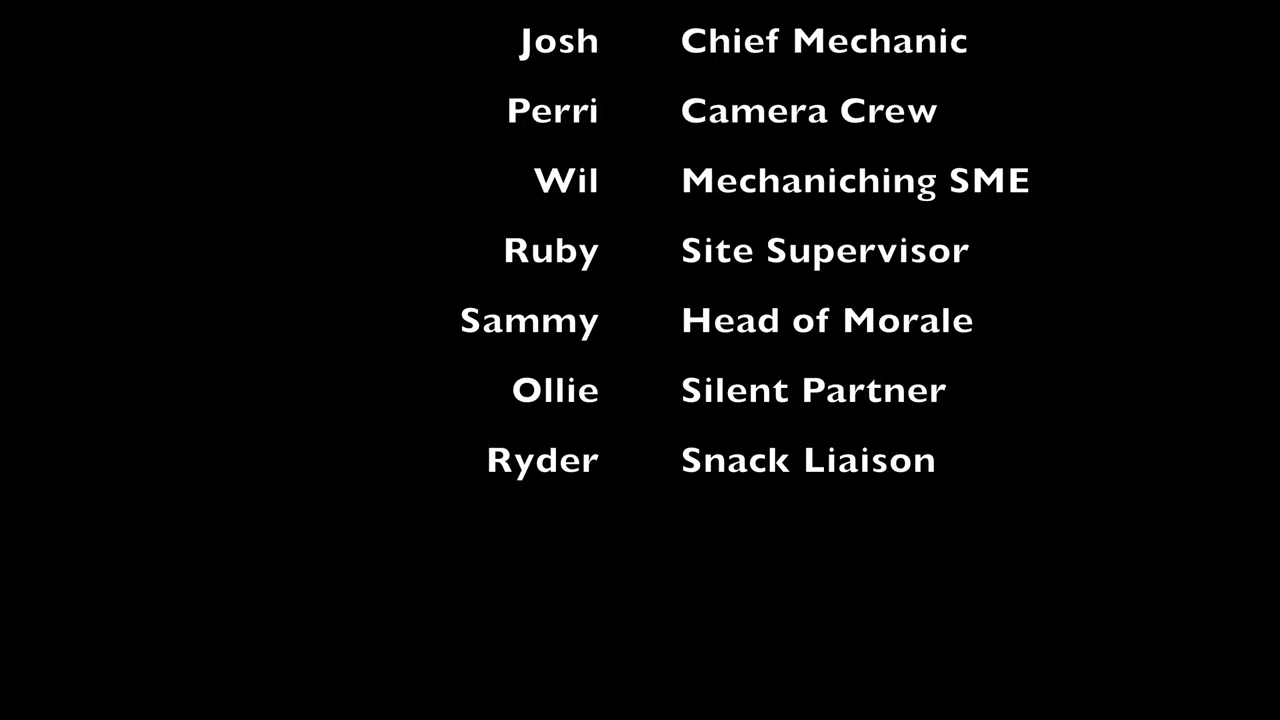 Josh Chief Mechanic
Perri Camera Crew
Wil Mechaniching SME
Ruby Site Supervisor
Sammy Head of Morale
Ollie Silent Partner
Ryder Snack Liaison